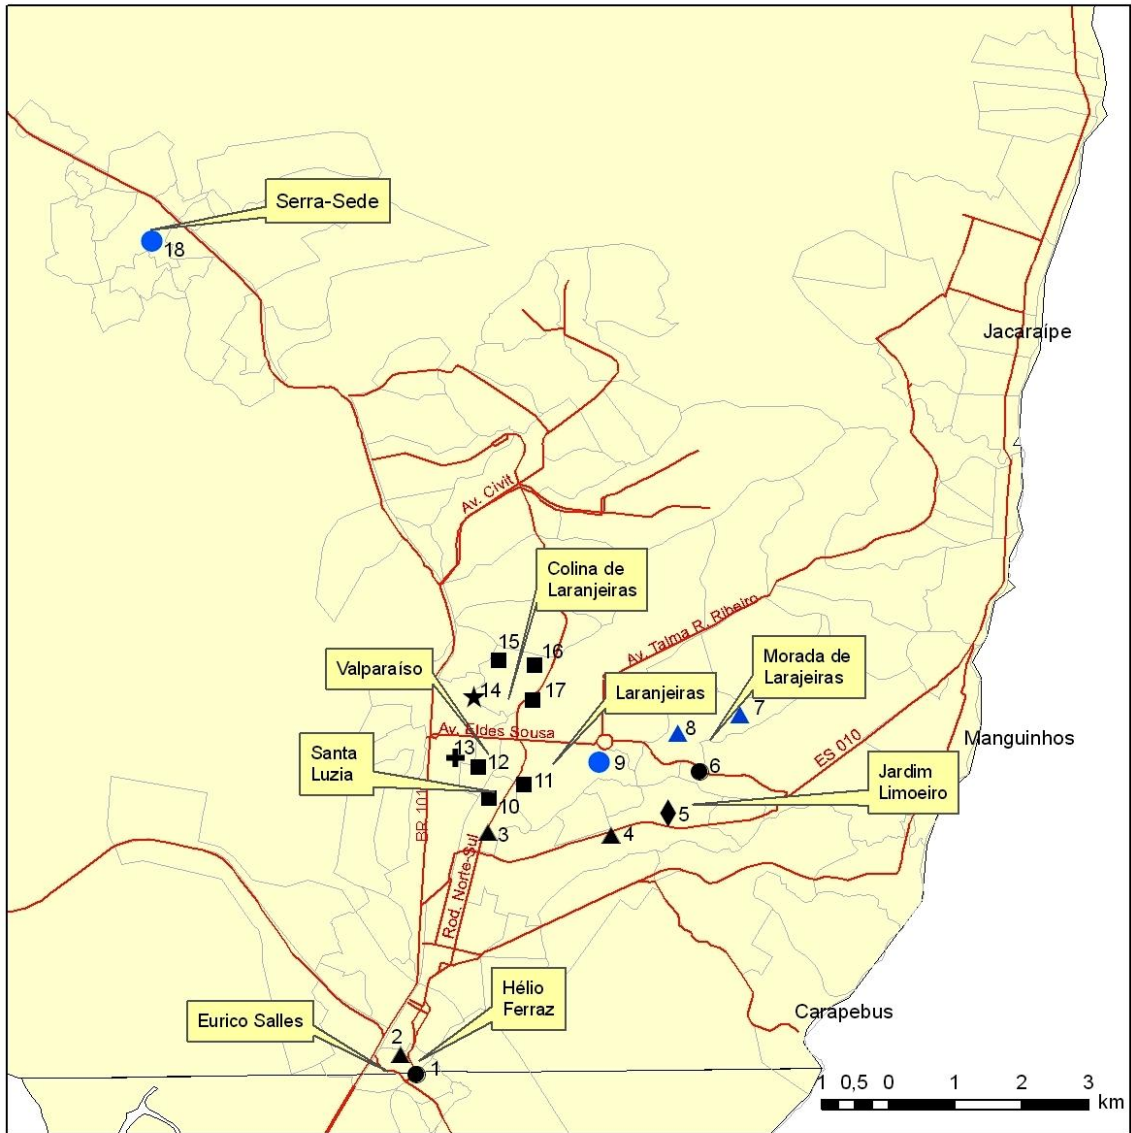 Serra-Sede
18
Jacaraípe
Av. Civit
Colina de
Laranjeiras
Av. Talma R. Ribeiro
15
16
Valparaíso
14
17
Laranjeiras
Morada de
Larajeiras
7
8
Av. Eldes Sousa
ES 010
Manguinhos
Santa
Luzia
13
12
11
9
6
Jardim
Limoeiro
10
BR 101
3
4
5
Rod. Norte-Sul
Hélio
Ferraz
Eurico Salles
Carapebus
2
1
1 0,5 0 1 2 3
km